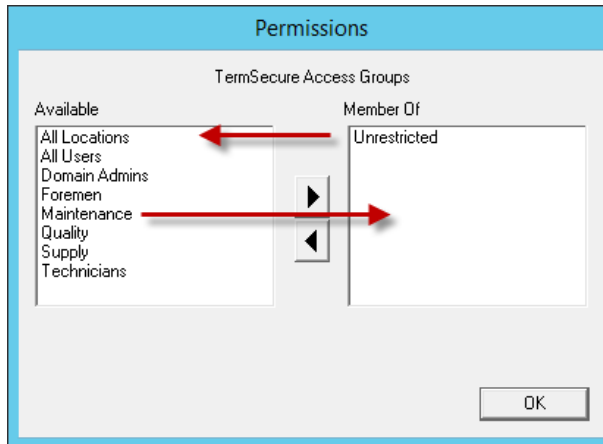 Permissions
TermSecure Access Groups
Available
Member Of
All Locations
All Users
Domain Admins
Foremen
Maintenance
Quality
Supply
Technicians
Unrestricted
OK